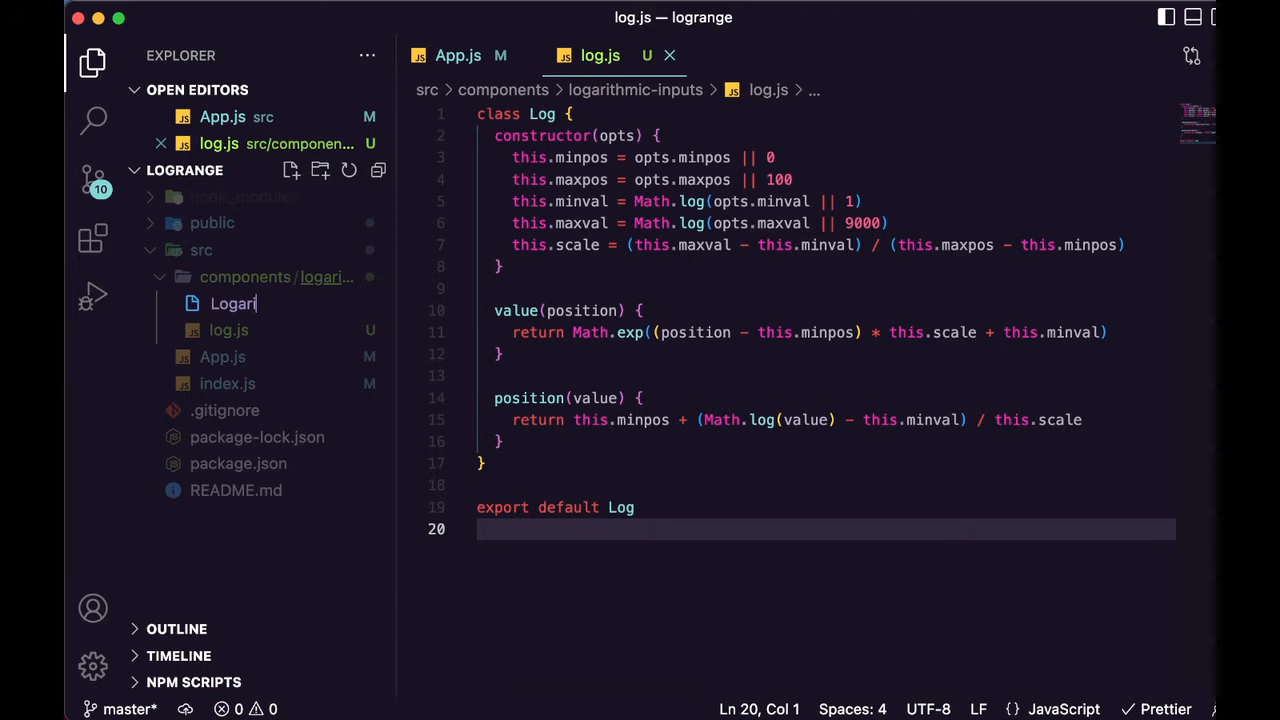 log.js — logrange
EXPLORER
OPEN EDITORS
App.js src M
log.js src/componen... U
LOGRANGE
node_modules
public
src
components/logari...
Logari
log.js U
App.js M
index.js M
.gitignore
package-lock.json
package.json
README.md
OUTLINE
TIMELINE
NPM SCRIPTS
10
App.js M
log.js U
src > components > logarithmic-inputs > log.js > ...
1 class Log {
2 constructor(opts) {
3 this.minpos = opts.minpos || 0
4 this.maxpos = opts.maxpos || 100
5 this.minval = Math.log(opts.minval || 1)
6 this.maxval = Math.log(opts.maxval || 9000)
7 this.scale = (this.maxval - this.minval) / (this.maxpos - this.minpos)
8 }
9
10 value(position) {
11 return Math.exp((position - this.minpos) * this.scale + this.minval)
12 }
13
14 position(value) {
15 return this.minpos + (Math.log(value) - this.minval) / this.scale
16 }
17 }
18
19 export default Log
20
master* 0 0 Ln 20, Col 1 Spaces: 4 UTF-8 LF {} JavaScript Prettier